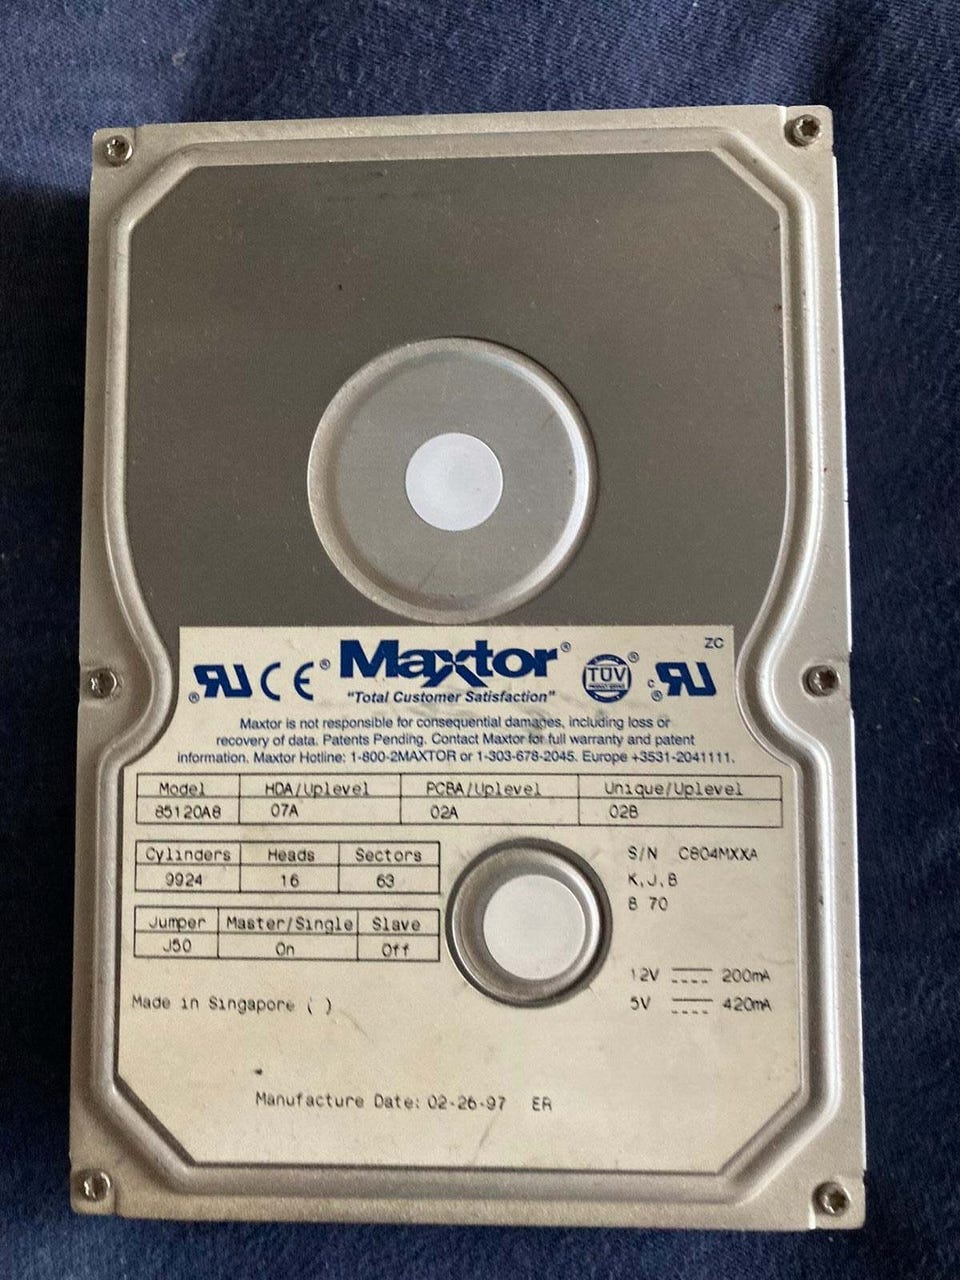 ZC
RU CE Maxtor TÜV c RU
"Total Customer Satisfaction"
Maxtor is not responsible for consequential damages, including loss or
recovery of data. Patents Pending. Contact Maxtor for full warranty and patent
information. Maxtor Hotline: 1-800-2MAXTOR or 1-303-678-2045. Europe +3531-2041111.
Model HDA/Uplevel PCBA/Uplevel Unique/Uplevel
85120A8 07A 02A 02B
Cylinders Heads Sectors
9924 16 63
S/N C804MXXA
K,J,B
B 70
Jumper Master/Single Slave
J50 On Off
12V 200mA
5V 420mA
Made in Singapore ( )
Manufacture Date: 02-26-97 ER